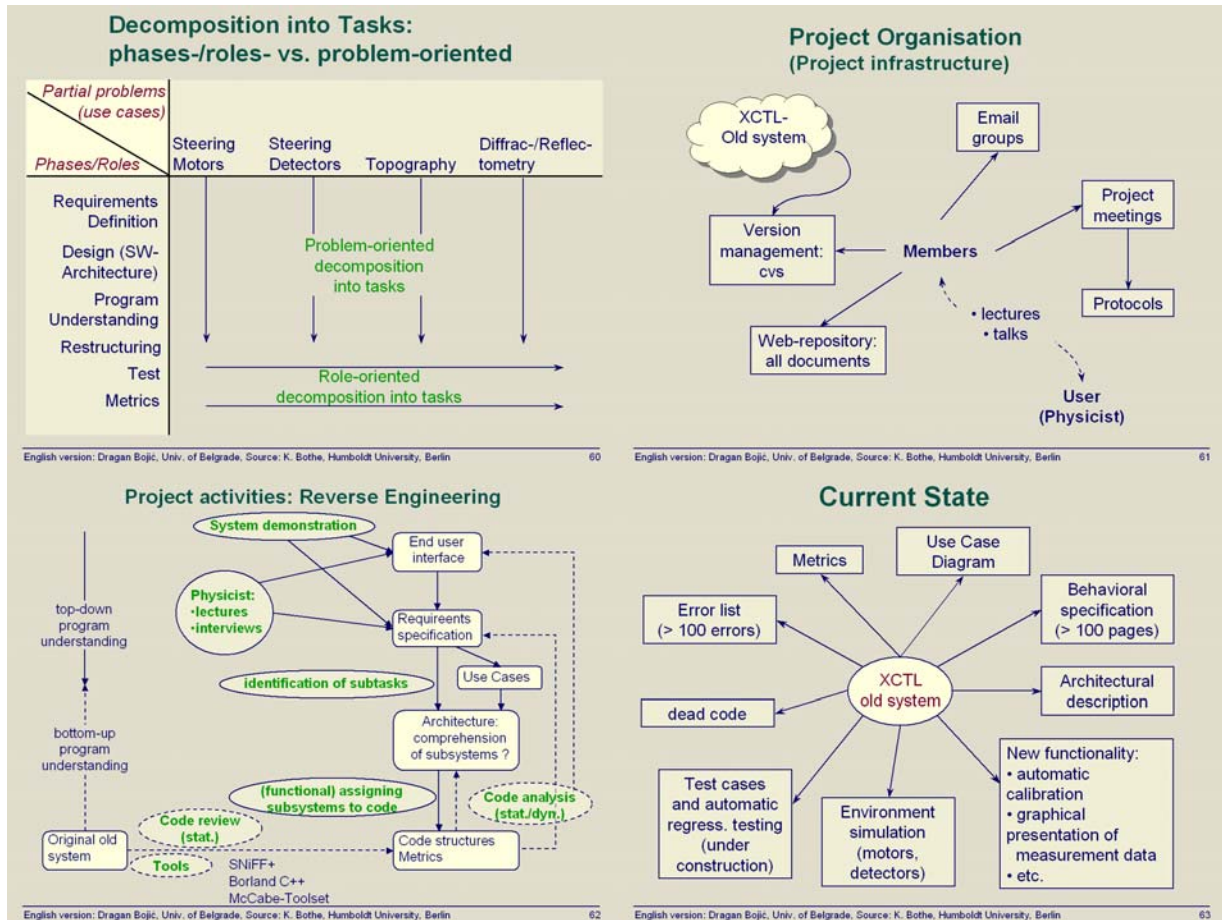 Decomposition into Tasks:
phases-/roles- vs. problem-oriented
Partial problems
(use cases)
Phases/Roles
Steering
Motors
Steering
Detectors
Topography
Diffrac-/Reflec-
tometry
Requirements
Definition
Design (SW-
Architecture)
Program
Understanding
Restructuring
Test
Metrics
Problem-oriented
decomposition
into tasks
Role-oriented
decomposition into tasks
English version: Dragan Bojić, Univ. of Belgrade, Source: K. Bothe, Humboldt University, Berlin 60
Project Organisation
(Project infrastructure)
XCTL-
Old system
Email
groups
Version
management:
cvs
Members
Project
meetings
Protocols
Web-repository:
all documents
• lectures
• talks
User
(Physicist)
English version: Dragan Bojić, Univ. of Belgrade, Source: K. Bothe, Humboldt University, Berlin 61
Project activities: Reverse Engineering
System demonstration
End user
interface
Physicist:
•lectures
•interviews
top-down
program
understanding
Requireents
specification
identification of subtasks
Use Cases
bottom-up
program
understanding
Architecture:
comprehension
of subsystems ?
(functional) assigning
subsystems to code
Code analysis
(stat./dyn.)
Code review
(stat.)
Original old
system
Tools
Code structures
Metrics
SNiFF+
Borland C++
McCabe-Toolset
English version: Dragan Bojić, Univ. of Belgrade, Source: K. Bothe, Humboldt University, Berlin 62
Current State
Metrics
Use Case
Diagram
Error list
(> 100 errors)
Behavioral
specification
(> 100 pages)
XCTL
old system
dead code
Architectural
description
Test cases
and automatic
regress. testing
(under
construction)
Environment
simulation
(motors,
detectors)
New functionality:
• automatic
calibration
• graphical
presentation of
measurement data
• etc.
English version: Dragan Bojić, Univ. of Belgrade, Source: K. Bothe, Humboldt University, Berlin 63